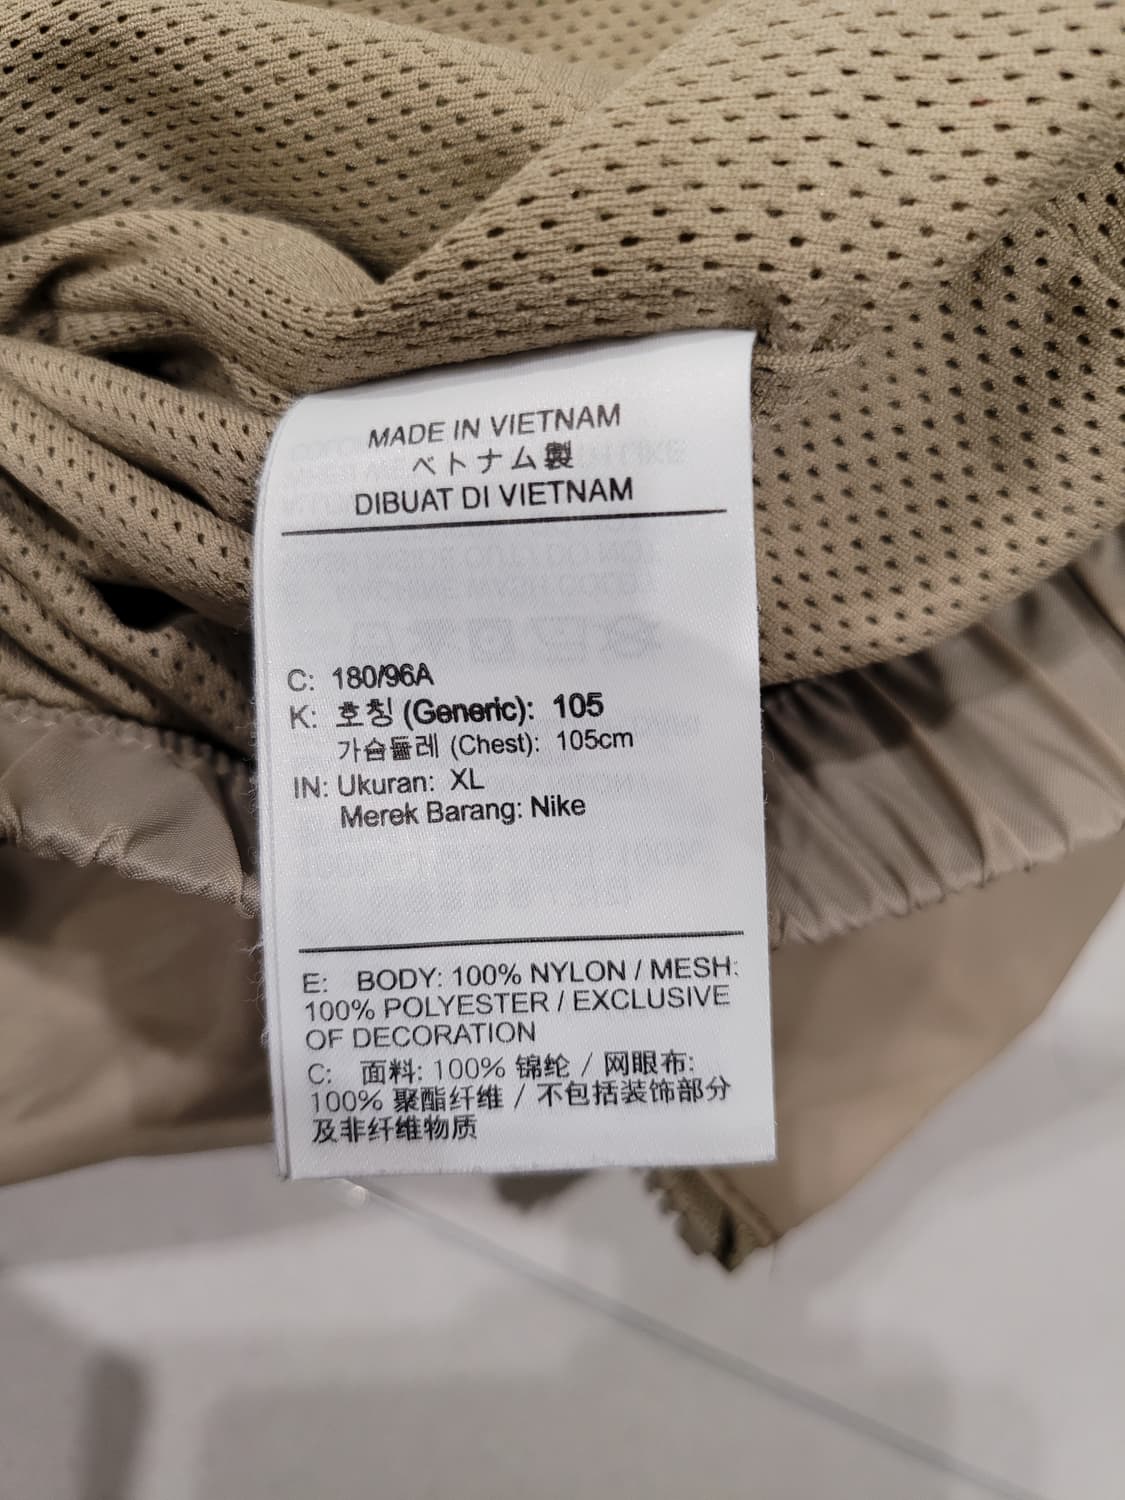 MADE IN VIETNAM
ベトナム製
DIBUAT DI VIETNAM
C: 180/96A
K: 호칭 (Generic): 105
가슴둘레 (Chest): 105cm
IN: Ukuran: XL
Merek Barang: Nike
E: BODY: 100% NYLON / MESH:
100% POLYESTER / EXCLUSIVE
OF DECORATION
C: 面料: 100% 锦纶 / 网眼布:
100% 聚酯纤维 / 不包括装饰部分
及非纤维物质